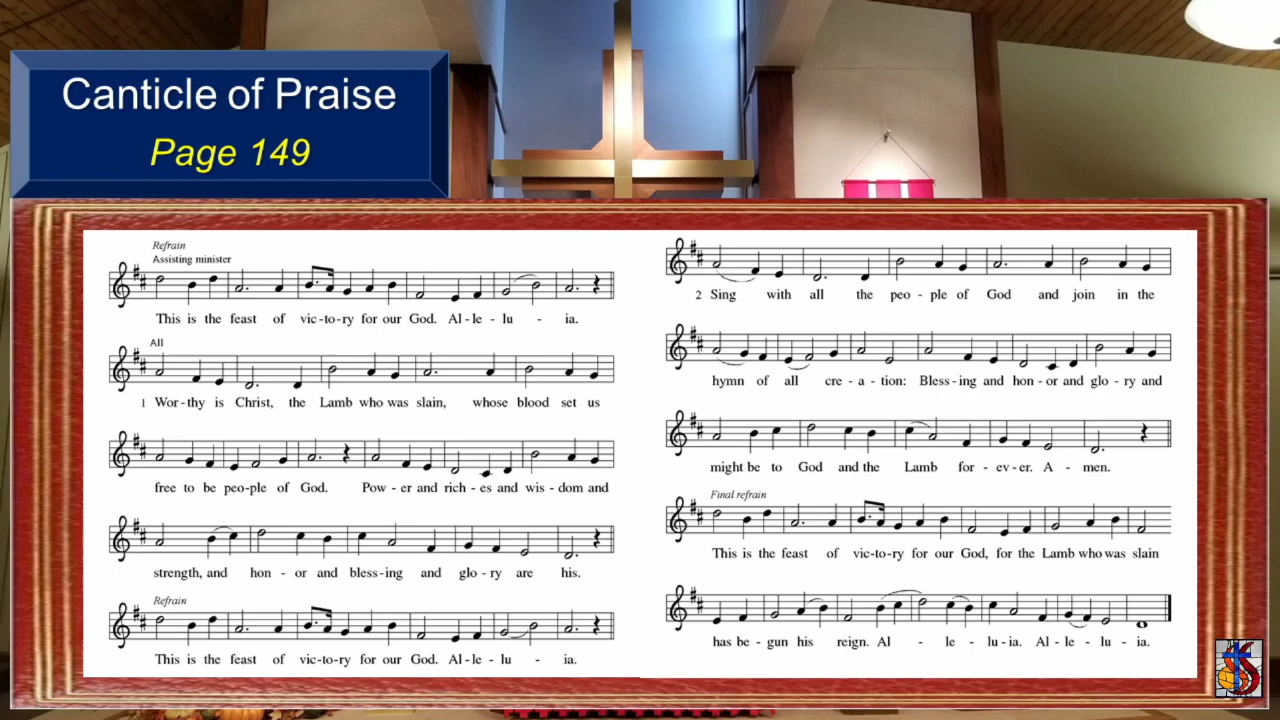 Canticle of Praise
Page 149
Refrain
Assisting minister
This is the feast of vic-to-ry for our God. Al-le-lu - ia.
All
1 Wor-thy is Christ, the Lamb who was slain, whose blood set us
free to be peo-ple of God. Pow-er and rich-es and wis-dom and
strength, and hon-or and bless-ing and glo-ry are his.
Refrain
This is the feast of vic-to-ry for our God. Al-le-lu - ia.
2 Sing with all the peo-ple of God and join in the
hymn of all cre-a-tion: Bless-ing and hon-or and glo-ry and
might be to God and the Lamb for-ev-er. A-men.
Final refrain
This is the feast of vic-to-ry for our God, for the Lamb who was slain
has be-gun his reign. Al - le-lu-ia. Al-le-lu-ia.